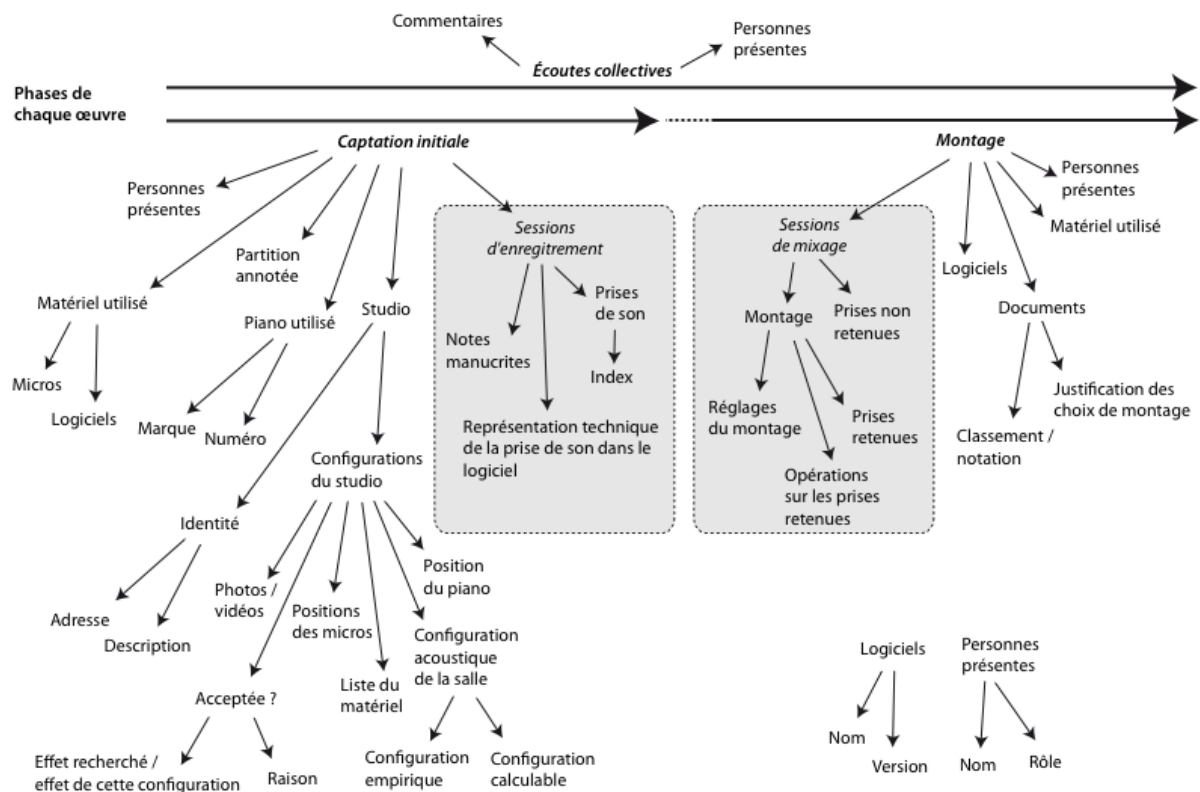 Commentaires
Personnes
présentes
Écoutes collectives
Phases de
chaque œuvre
Captation initiale
Montage
Personnes
présentes
Matériel utilisé
Micros
Logiciels
Partition
annotée
Piano utilisé
Marque
Numéro
Studio
Identité
Adresse
Description
Configurations
du studio
Photos /
vidéos
Acceptée ?
Effet recherché /
effet de cette configuration
Raison
Positions
des micros
Liste du
matériel
Configuration
acoustique
de la salle
Configuration
empirique
Configuration
calculable
Position
du piano
Sessions
d'enregitrement
Notes
manucrites
Représentation technique
de la prise de son dans le
logiciel
Prises
de son
Index
Sessions
de mixage
Montage
Réglages
du montage
Opérations
sur les prises
retenues
Prises
retenues
Prises non
retenues
Logiciels
Documents
Classement /
notation
Justification des
choix de montage
Matériel utilisé
Personnes
présentes
Logiciels
Nom
Version
Personnes
présentes
Nom
Rôle